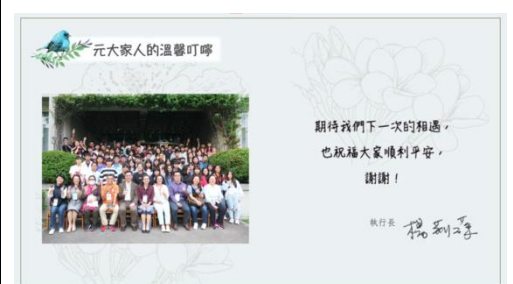 元大家人的溫馨叮嚀
期待我們下一次的相遇，
也祝福大家順利平安，
謝謝！
執行長